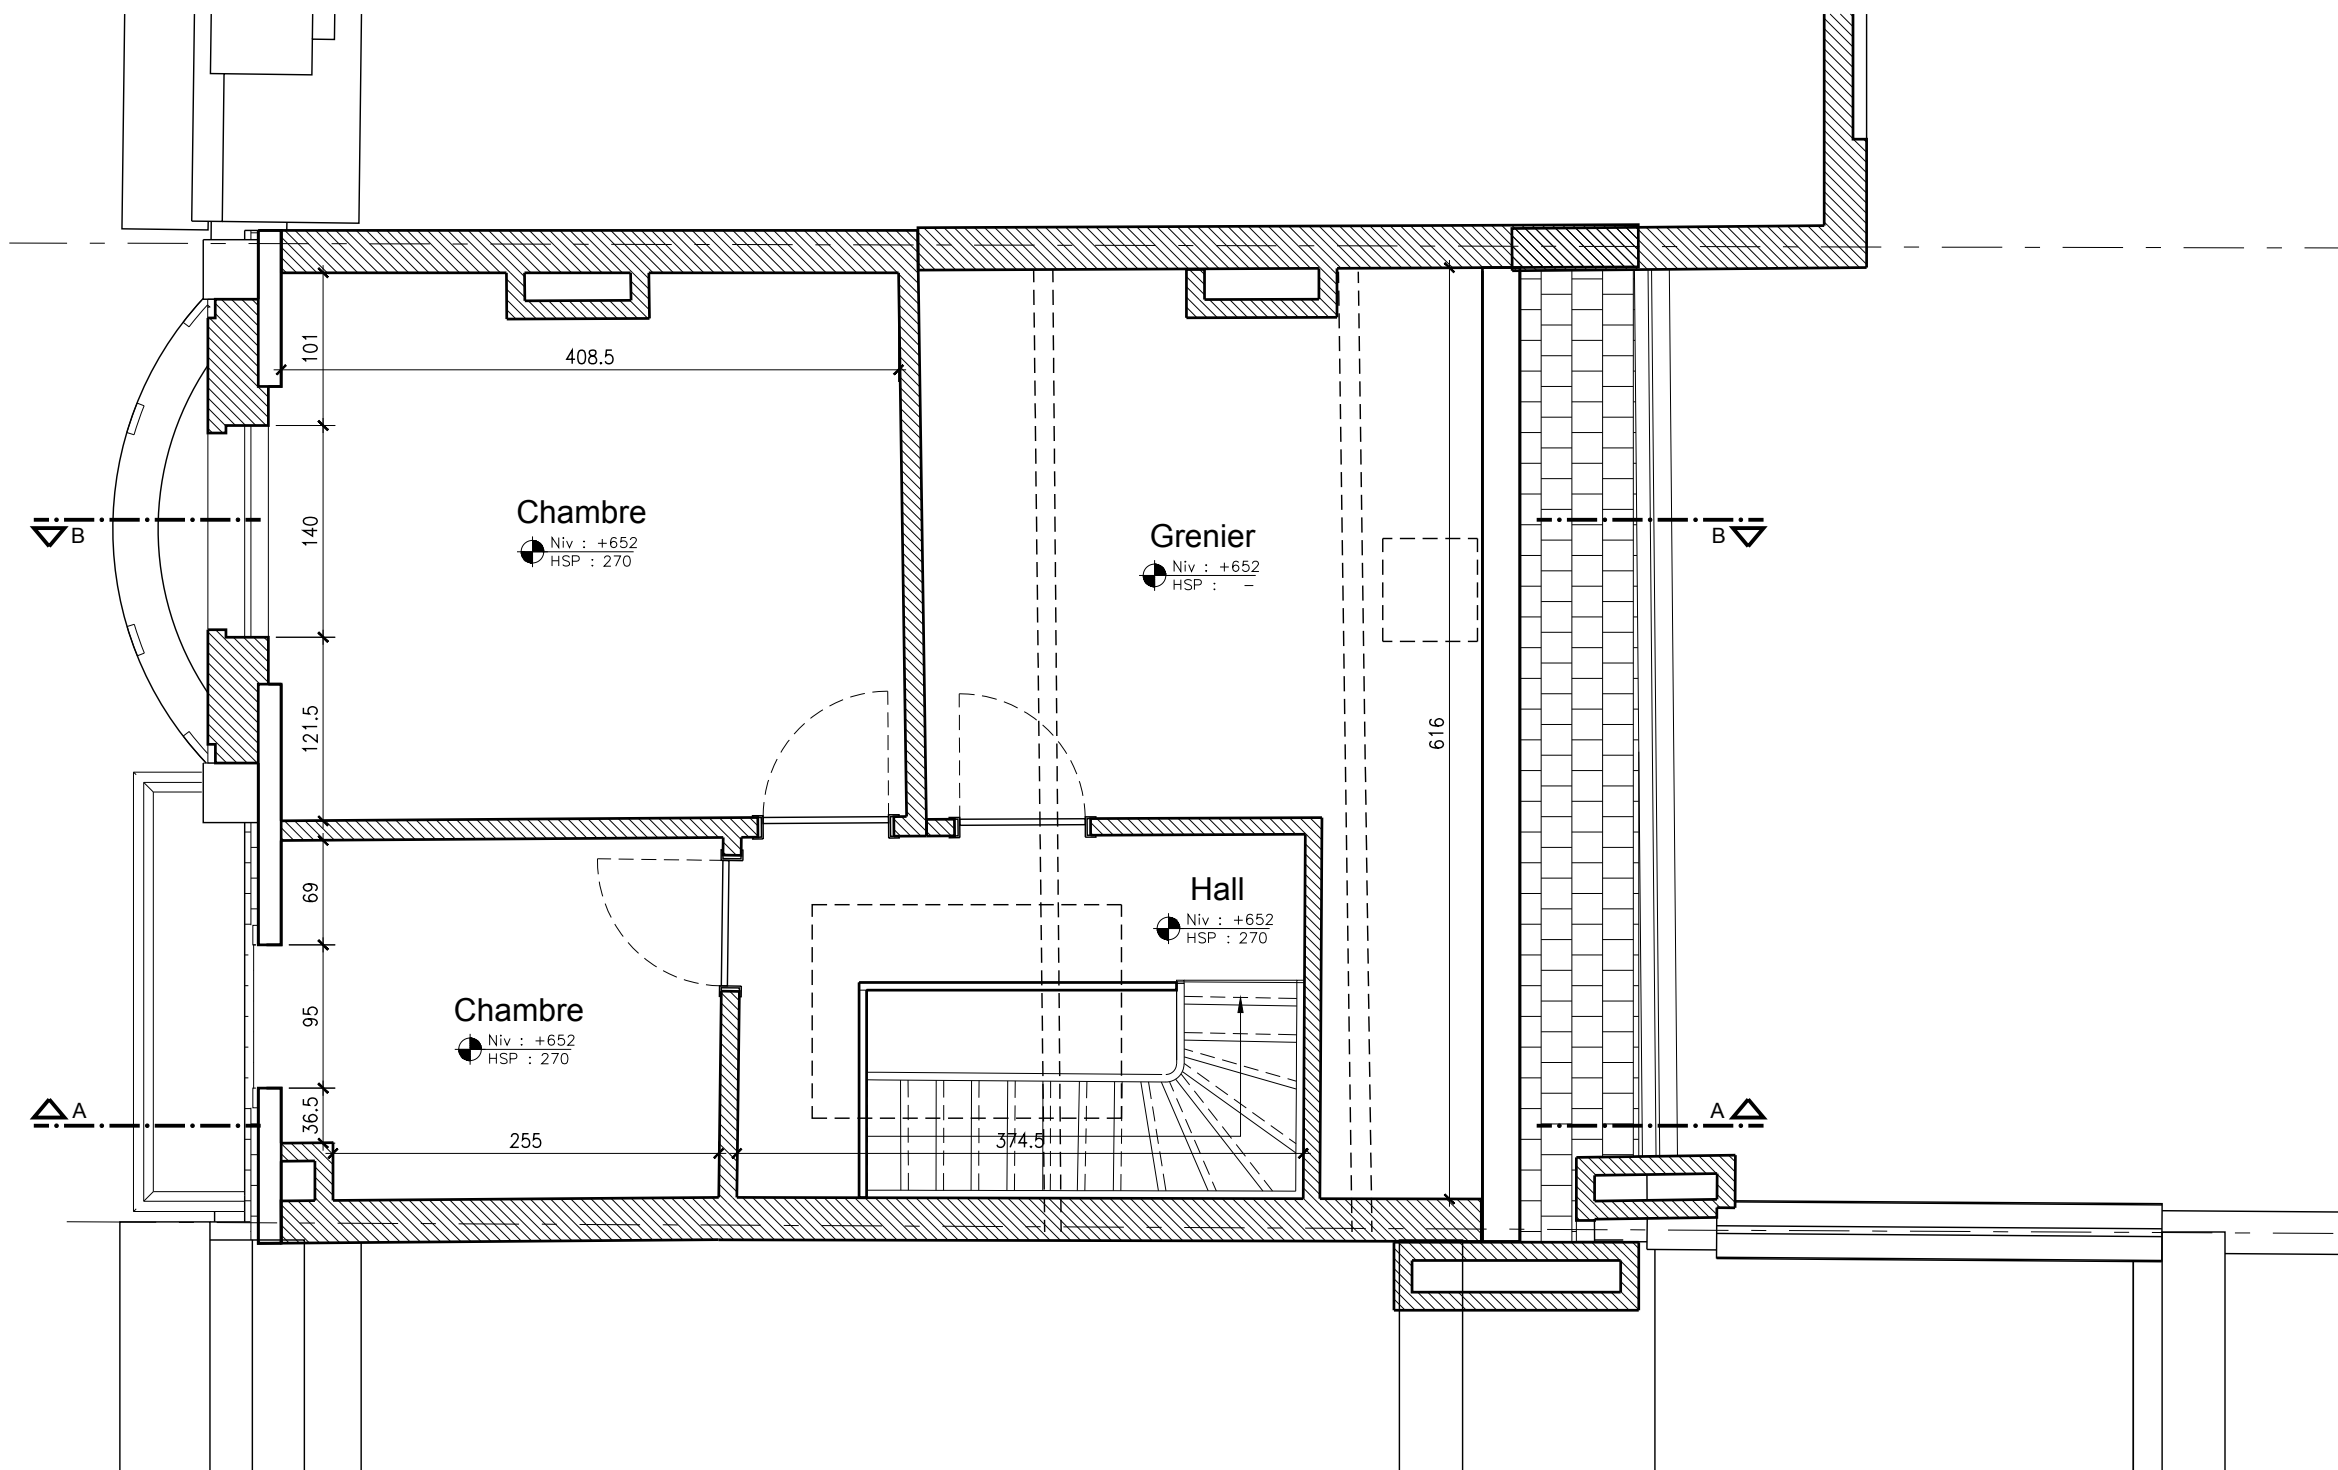 101
408.5
Chambre
Niv : +652
HSP : 270
B
140
Grenier
Niv : +652
HSP : –
B
121.5
616
69
Hall
Niv : +652
HSP : 270
Chambre
Niv : +652
HSP : 270
95
A
36.5
255
374.5
A